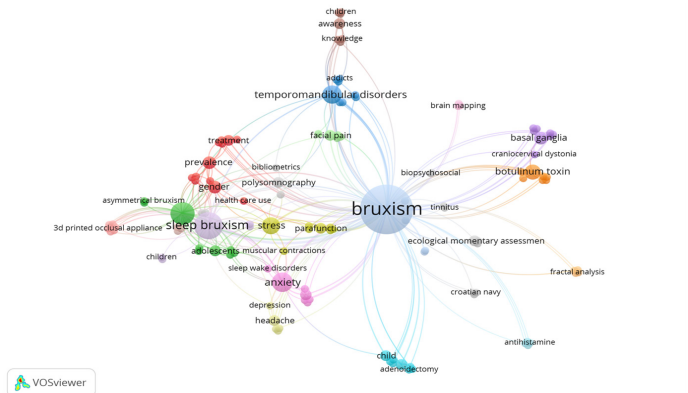 children
awareness
knowledge
addicts
temporomandibular disorders
brain mapping
facial pain
basal ganglia
treatment
craniocervical dystonia
prevalence
bibliometrics
biopsychosocial
botulinum toxin
gender
polysomnography
asymmetrical bruxism
health care use
bruxism
tinnitus
3d printed occlusal appliance
sleep bruxism
stress
parafunction
ecological momentary assessmen
adolescents
muscular contractions
children
sleep wake disorders
fractal analysis
anxiety
croatian navy
depression
headache
antihistamine
child
adenoidectomy
VOSviewer